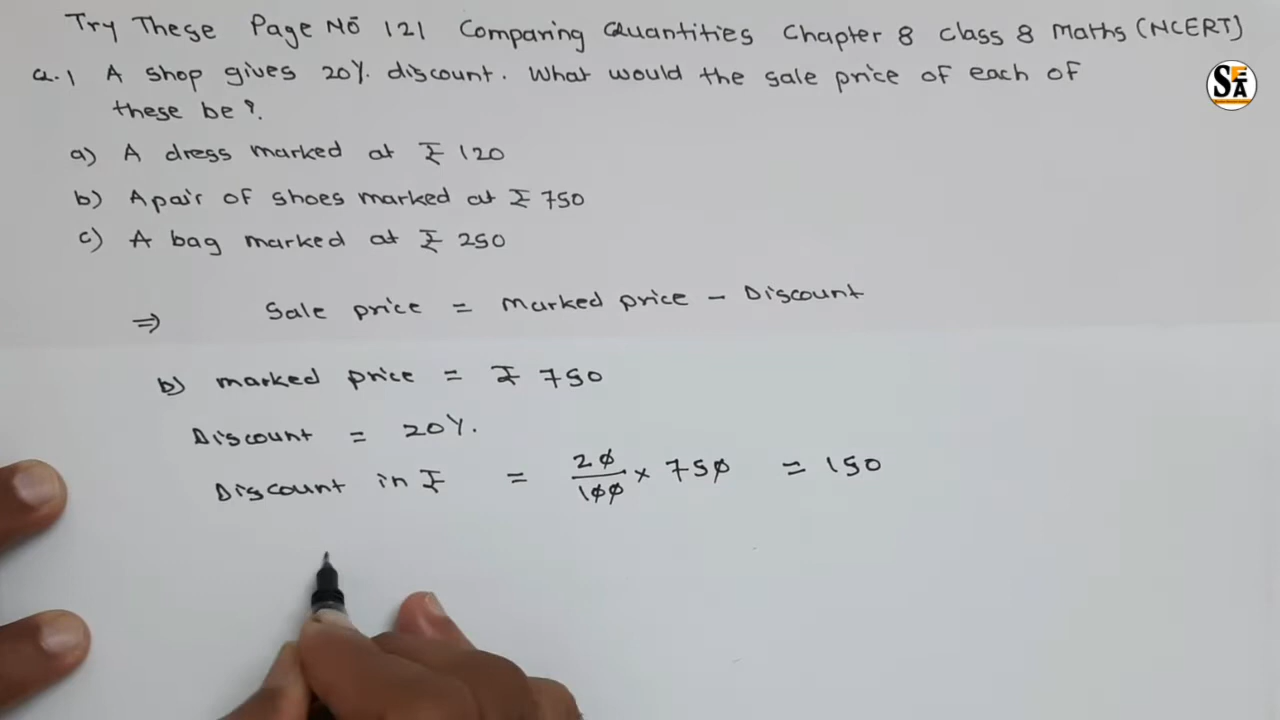 Try These Page No 121 Comparing Quantities Chapter 8 Class 8 Maths (NCERT)
Q.1 A shop gives 20% discount. What would the sale price of each of
these be?
a) A dress marked at ₹ 120
b) A pair of shoes marked at ₹ 750
c) A bag marked at ₹ 250
⇒ Sale price = Marked price - Discount
b) marked price = ₹ 750
Discount = 20%.
Discount in ₹ = 20/100 × 750 = 150
SFTA